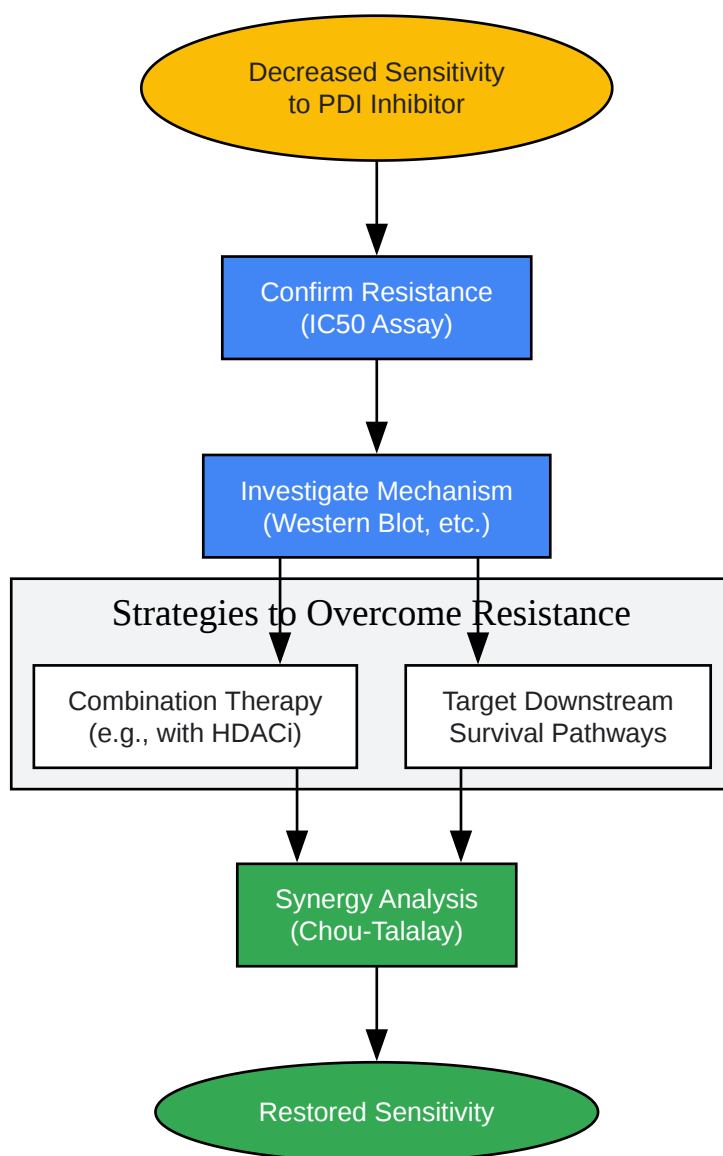 Decreased Sensitivity
to PDI Inhibitor
Confirm Resistance
(IC50 Assay)
Investigate Mechanism
(Western Blot, etc.)
Strategies to Overcome Resistance
Combination Therapy
(e.g., with HDACi)
Target Downstream
Survival Pathways
Synergy Analysis
(Chou-Talalay)
Restored Sensitivity